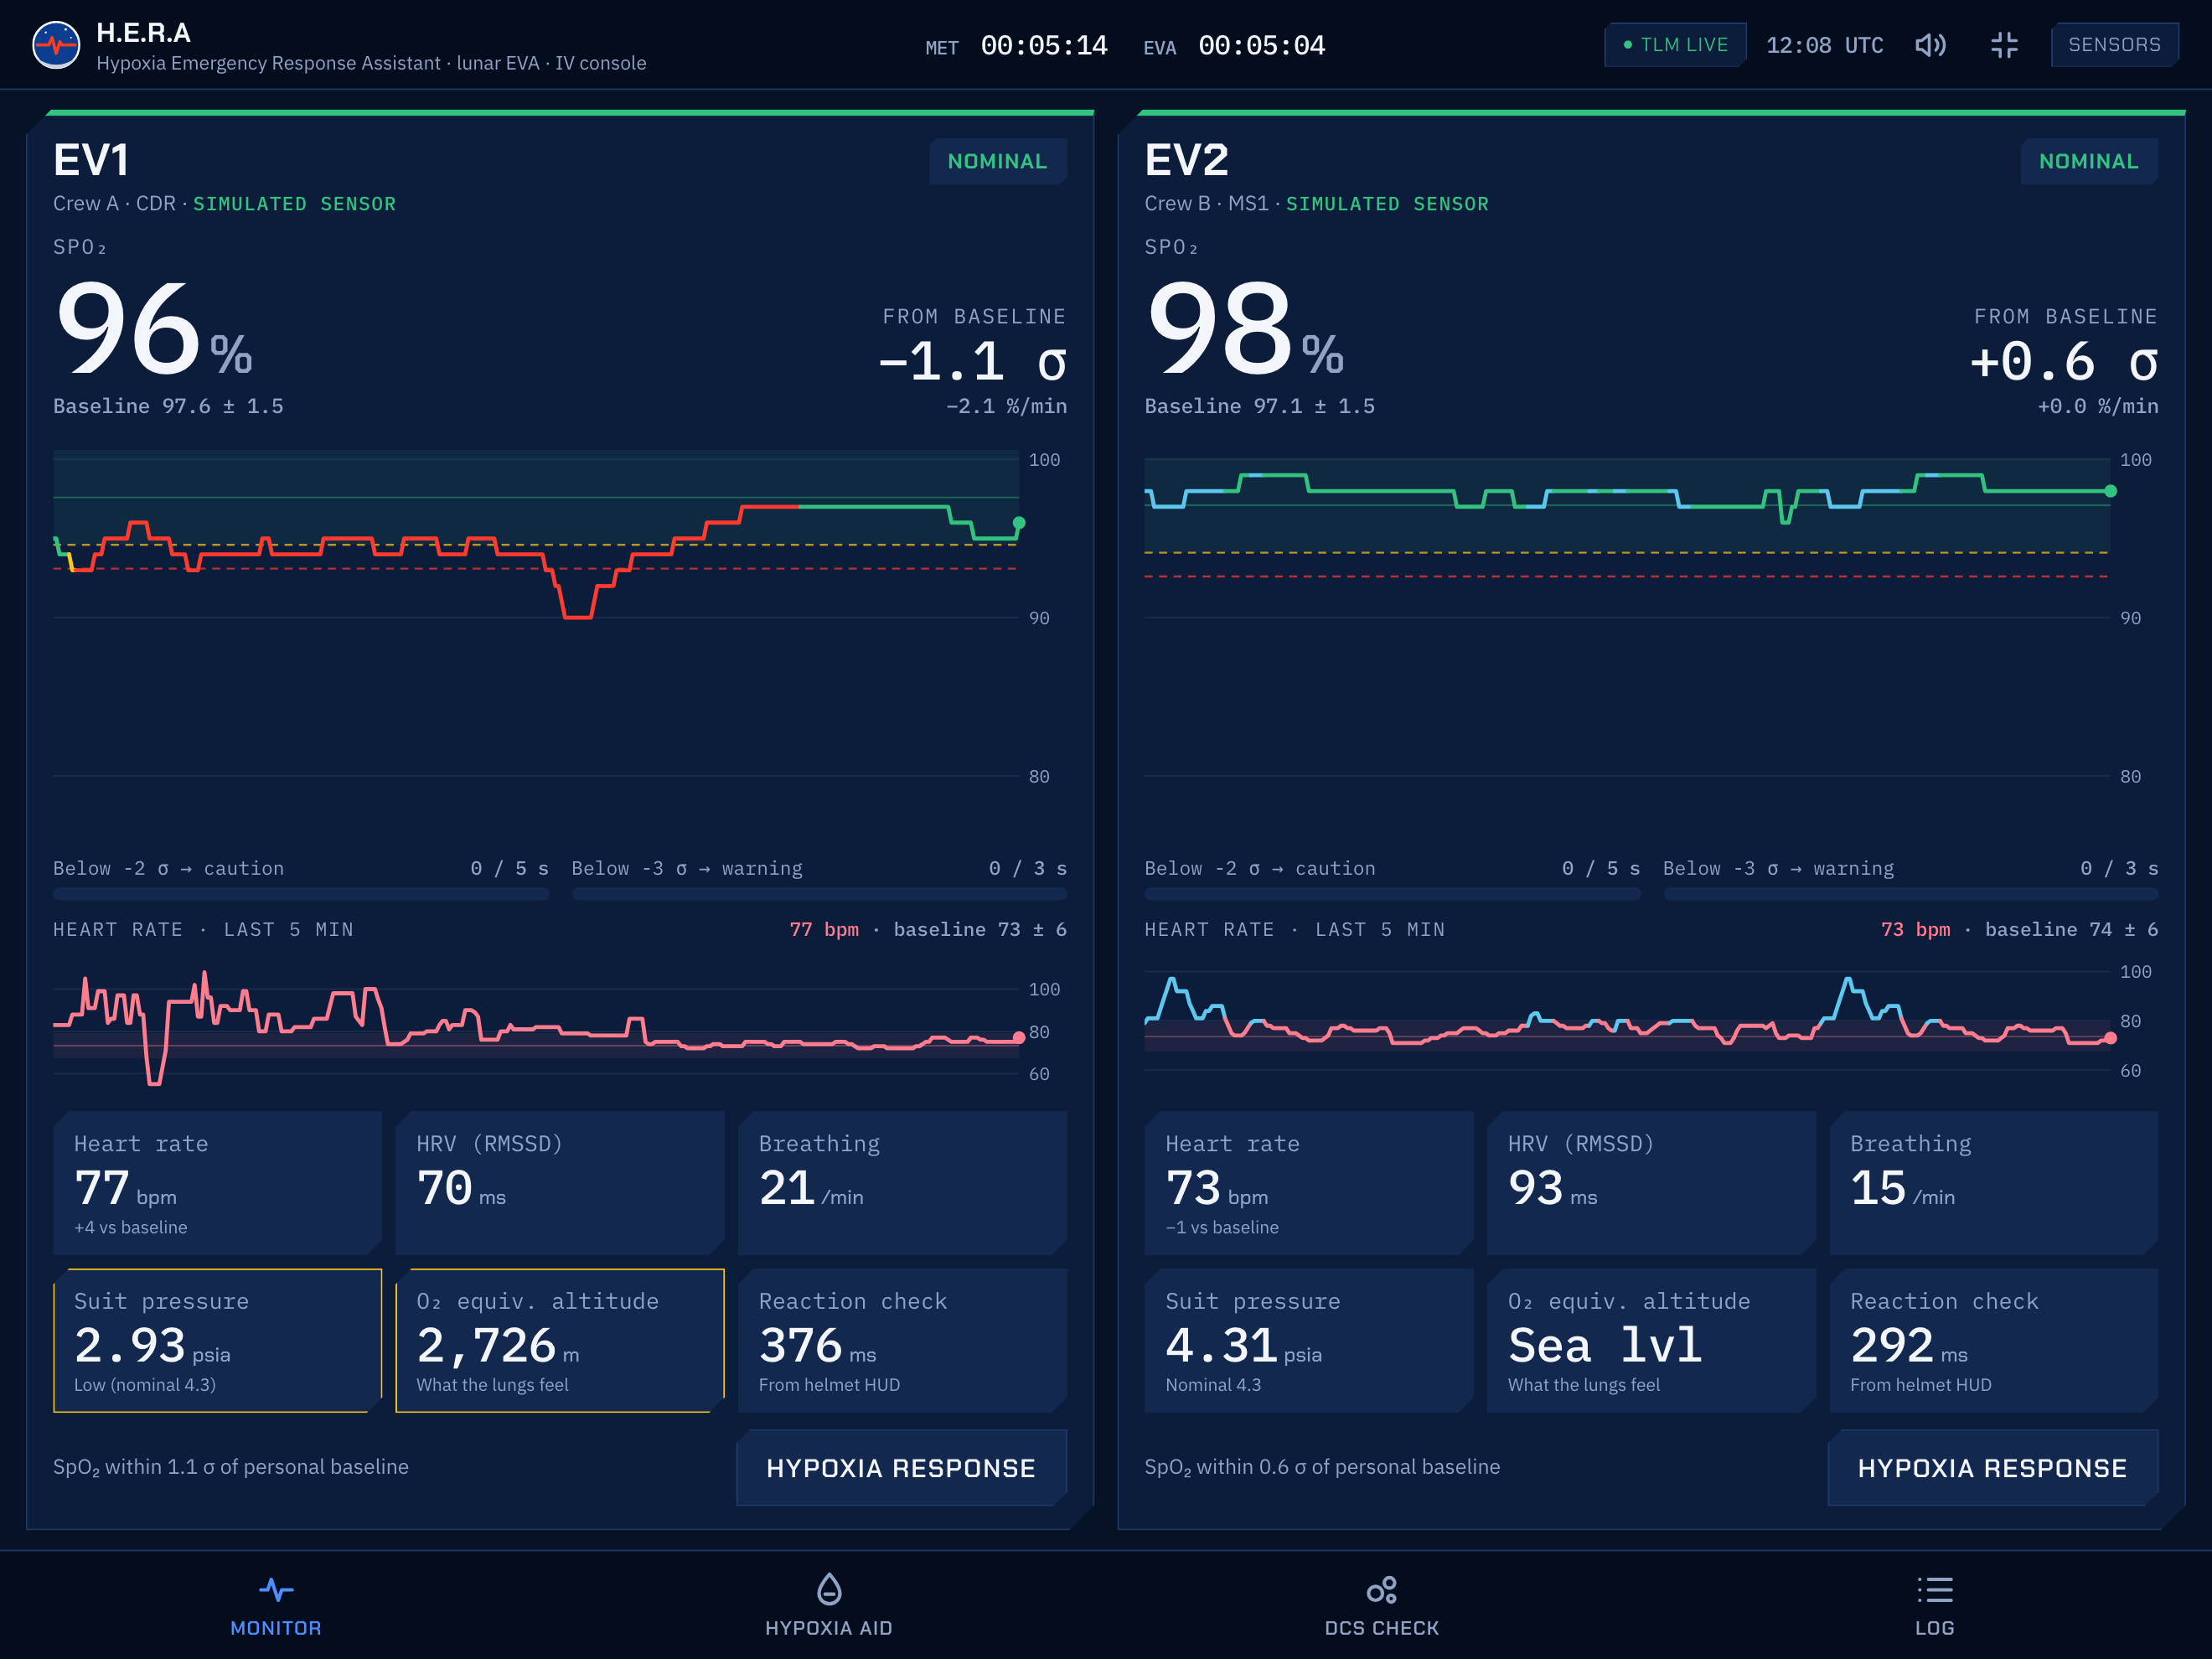 H.E.R.A
Hypoxia Emergency Response Assistant · lunar EVA · IV console
MET 00:05:14 EVA 00:05:04
TLM LIVE 12:08 UTC SENSORS
EV1
NOMINAL
Crew A · CDR · SIMULATED SENSOR
SPO₂
96%
FROM BASELINE
−1.1 σ
Baseline 97.6 ± 1.5
−2.1 %/min
100
90
80
Below -2 σ → caution 0 / 5 s
Below -3 σ → warning 0 / 3 s
HEART RATE · LAST 5 MIN
77 bpm · baseline 73 ± 6
100
80
60
Heart rate
77 bpm
+4 vs baseline
HRV (RMSSD)
70 ms
Breathing
21 /min
Suit pressure
2.93 psia
Low (nominal 4.3)
O₂ equiv. altitude
2,726 m
What the lungs feel
Reaction check
376 ms
From helmet HUD
SpO₂ within 1.1 σ of personal baseline
HYPOXIA RESPONSE
EV2
NOMINAL
Crew B · MS1 · SIMULATED SENSOR
SPO₂
98%
FROM BASELINE
+0.6 σ
Baseline 97.1 ± 1.5
+0.0 %/min
100
90
80
Below -2 σ → caution 0 / 5 s
Below -3 σ → warning 0 / 3 s
HEART RATE · LAST 5 MIN
73 bpm · baseline 74 ± 6
100
80
60
Heart rate
73 bpm
−1 vs baseline
HRV (RMSSD)
93 ms
Breathing
15 /min
Suit pressure
4.31 psia
Nominal 4.3
O₂ equiv. altitude
Sea lvl
What the lungs feel
Reaction check
292 ms
From helmet HUD
SpO₂ within 0.6 σ of personal baseline
HYPOXIA RESPONSE
MONITOR
HYPOXIA AID
DCS CHECK
LOG